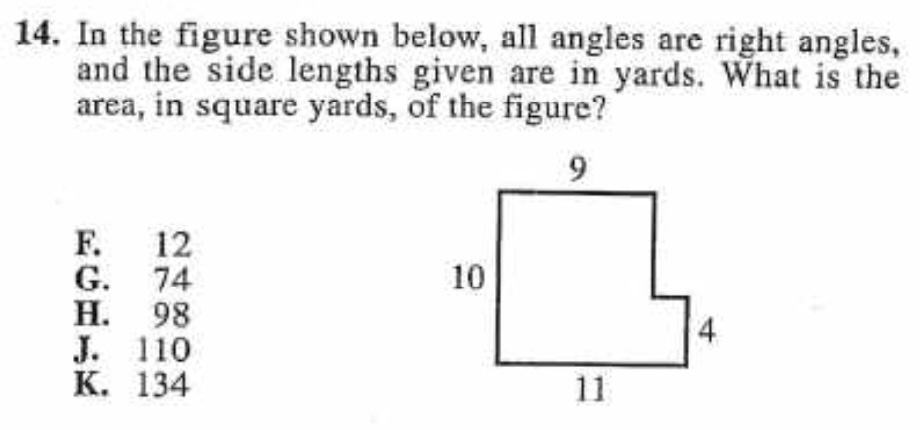 14. In the figure shown below, all angles are right angles,
and the side lengths given are in yards. What is the
area, in square yards, of the figure?
9
F. 12
G. 74
10
H. 98
4
J. 110
K. 134
11